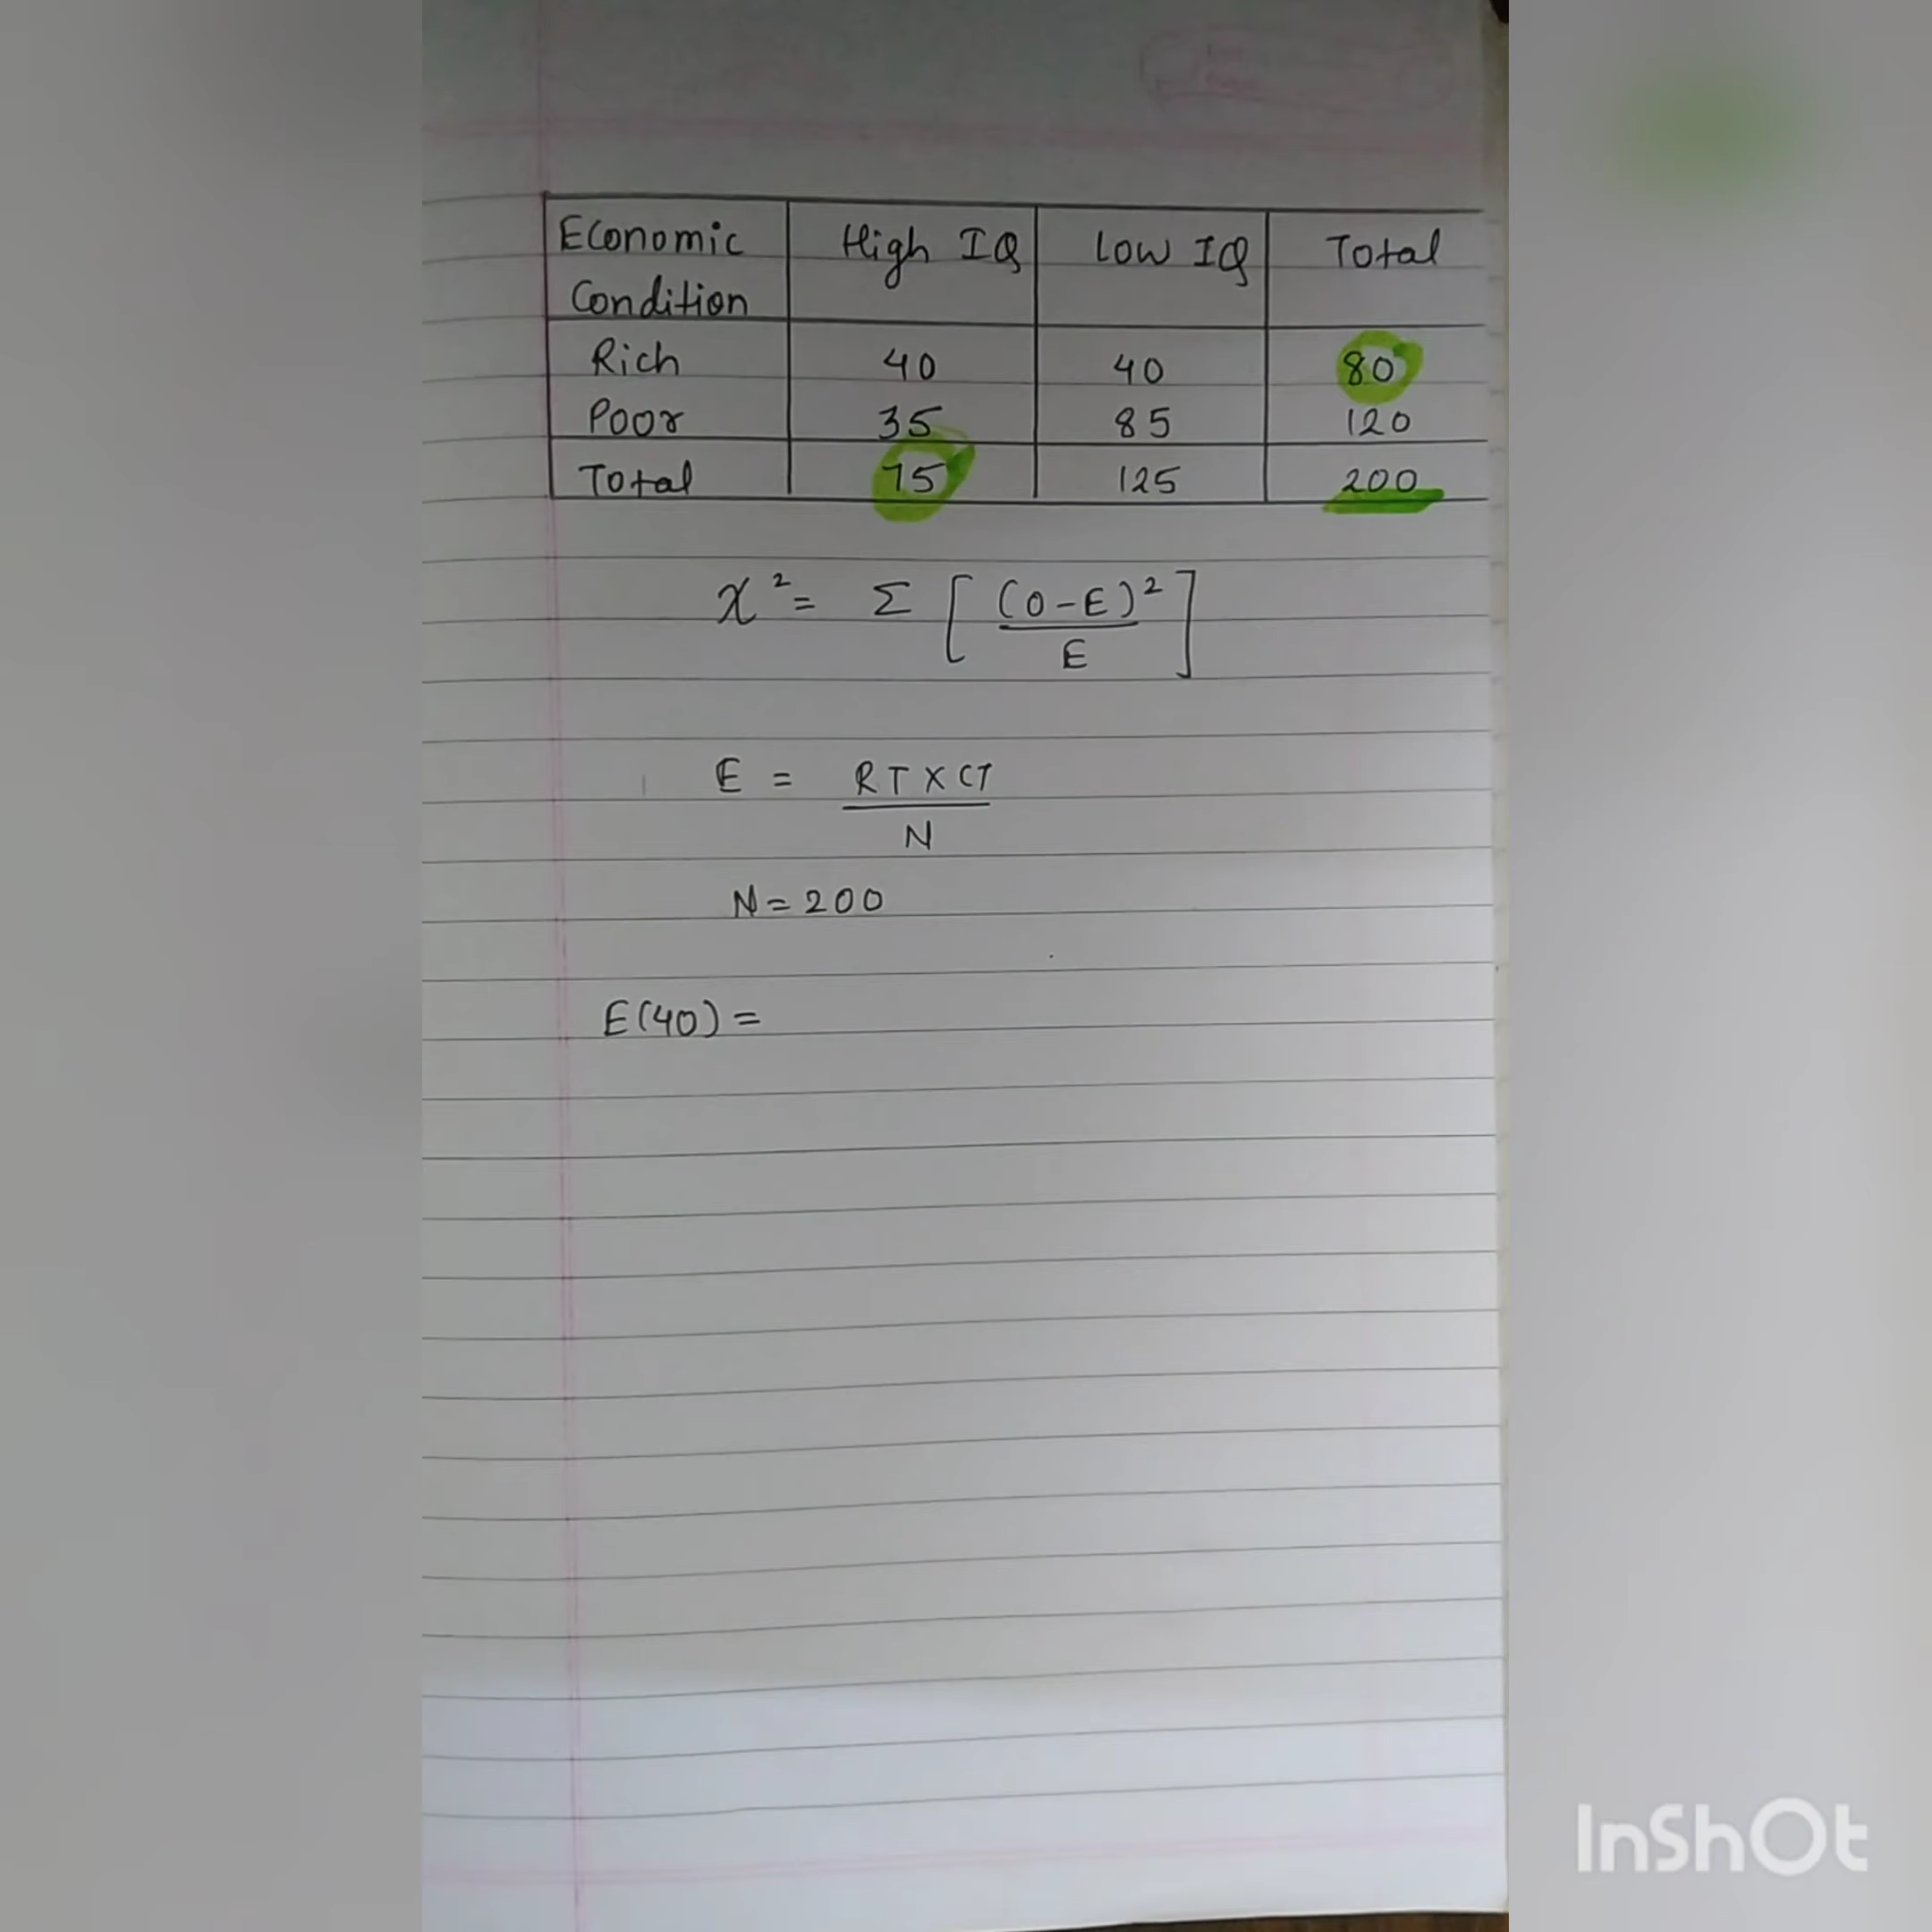 Economic Condition High IQ Low IQ Total
Rich 40 40 80
Poor 35 85 120
Total 75 125 200
χ² = Σ [ (O-E)² / E ]
E = RT X CT / N
N = 200
E(40) =
InShOt